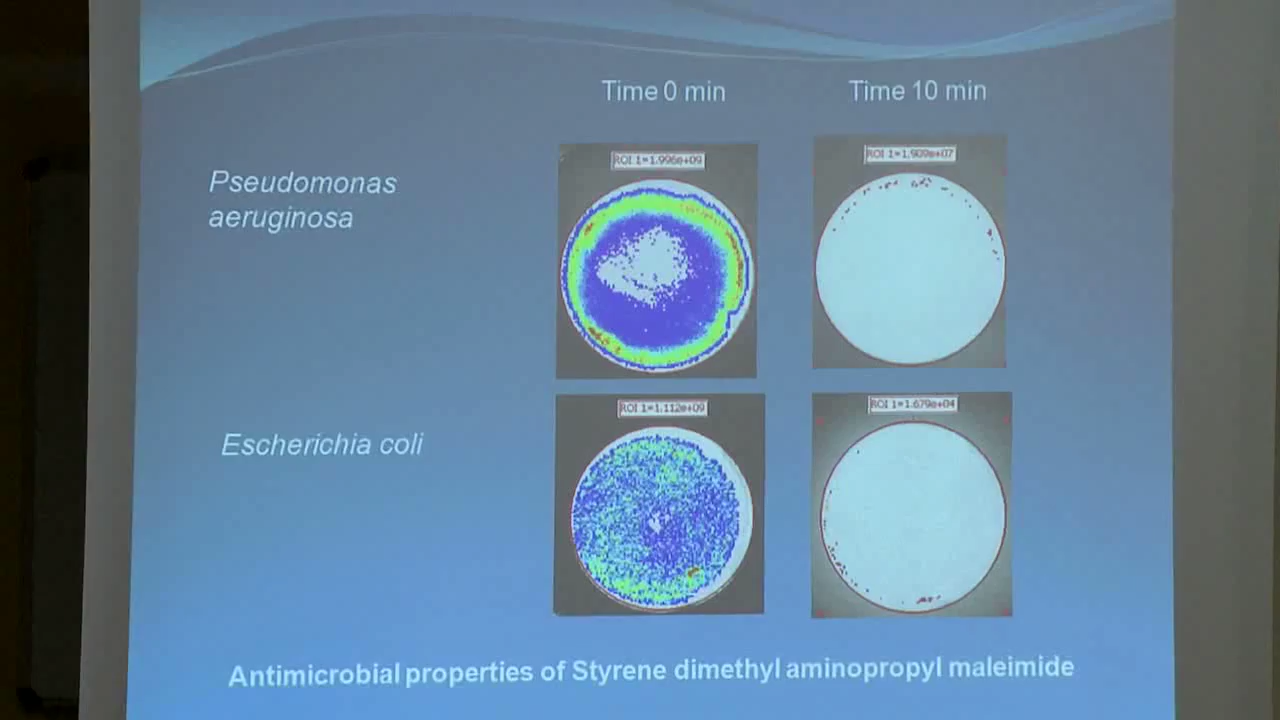 Time 0 min
Time 10 min
ROI 1=1.996e+09
ROI 1=1.909e+07
Pseudomonas
aeruginosa
ROI 1=1.112e+09
ROI 1=1.679e+04
Escherichia coli
Antimicrobial properties of Styrene dimethyl aminopropyl maleimide